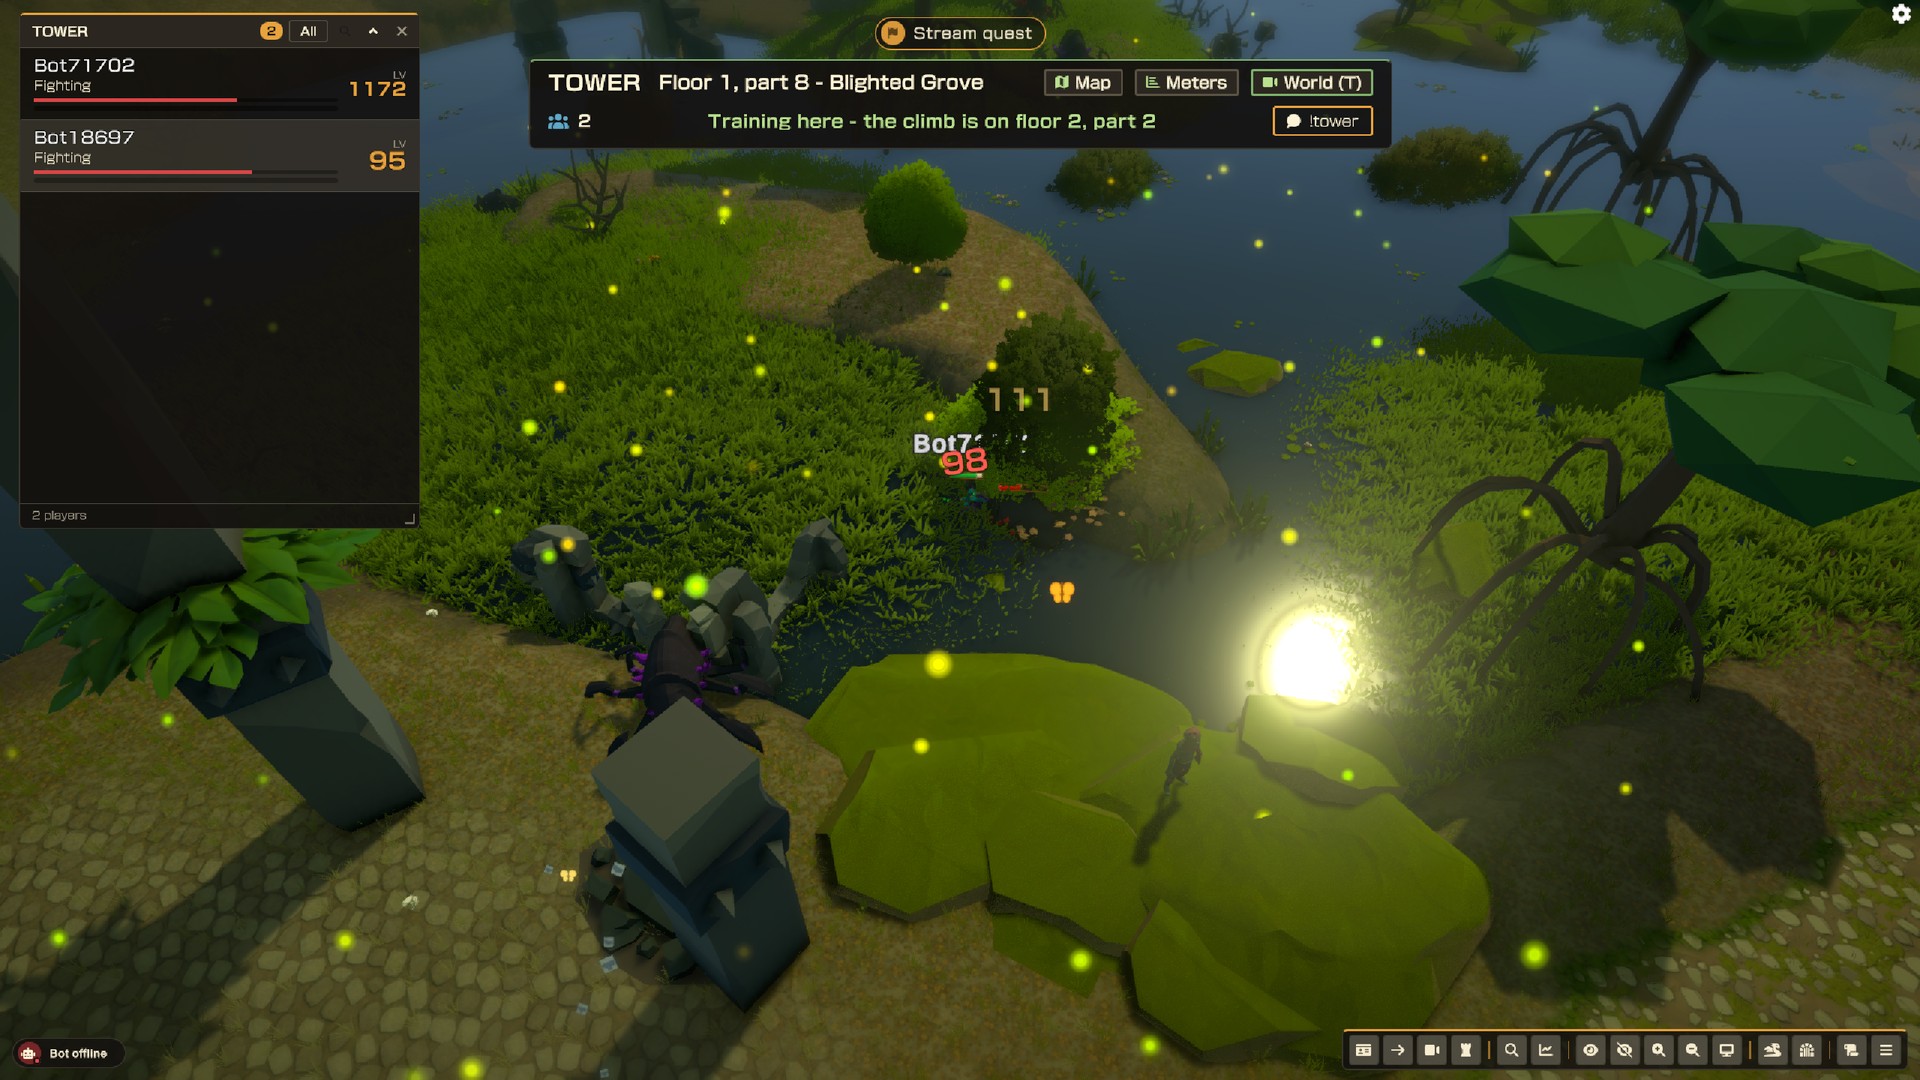 TOWER
2
All
Bot71702
Fighting
LV
1172
Bot18697
Fighting
LV
95
2 players
Stream quest
TOWER Floor 1, part 8 - Blighted Grove
Map
Meters
World (T)
2
Training here - the climb is on floor 2, part 2
!tower
111
98
Bot offline